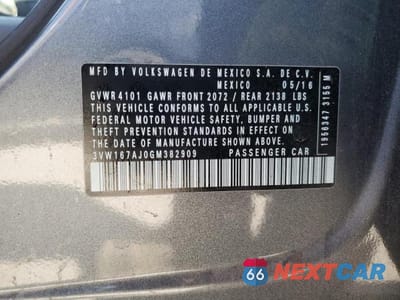 MFD BY VOLKSWAGEN DE MEXICO S.A. DE C.V.
MEXICO 05/16
GVWR 4101 GAWR FRONT 2072 / REAR 2138 LBS
THIS VEHICLE CONFORMS TO ALL APPLICABLE U.S.
FEDERAL MOTOR VEHICLE SAFETY, BUMPER AND
THEFT PREVENTION STANDARDS IN EFFECT ON
THE DATE OF MANUFACTURE SHOWN ABOVE.
3VW167AJ0GM382909 PASSENGER CAR
1956347 3155 M
66 NEXTCAR